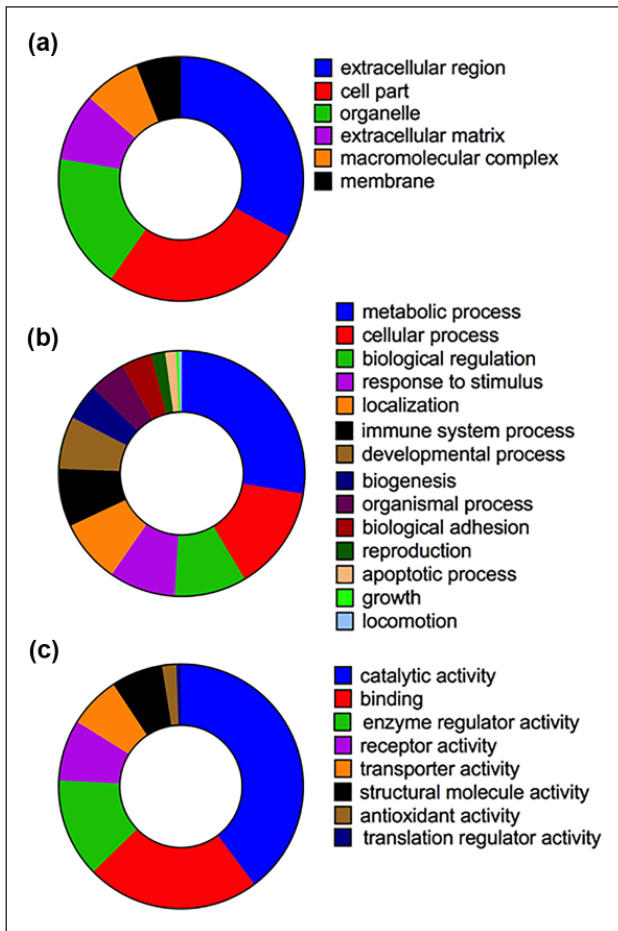 (a)
extracellular region
cell part
organelle
extracellular matrix
macromolecular complex
membrane
(b)
metabolic process
cellular process
biological regulation
response to stimulus
localization
immune system process
developmental process
biogenesis
organismal process
biological adhesion
reproduction
apoptotic process
growth
locomotion
(c)
catalytic activity
binding
enzyme regulator activity
receptor activity
transporter activity
structural molecule activity
antioxidant activity
translation regulator activity